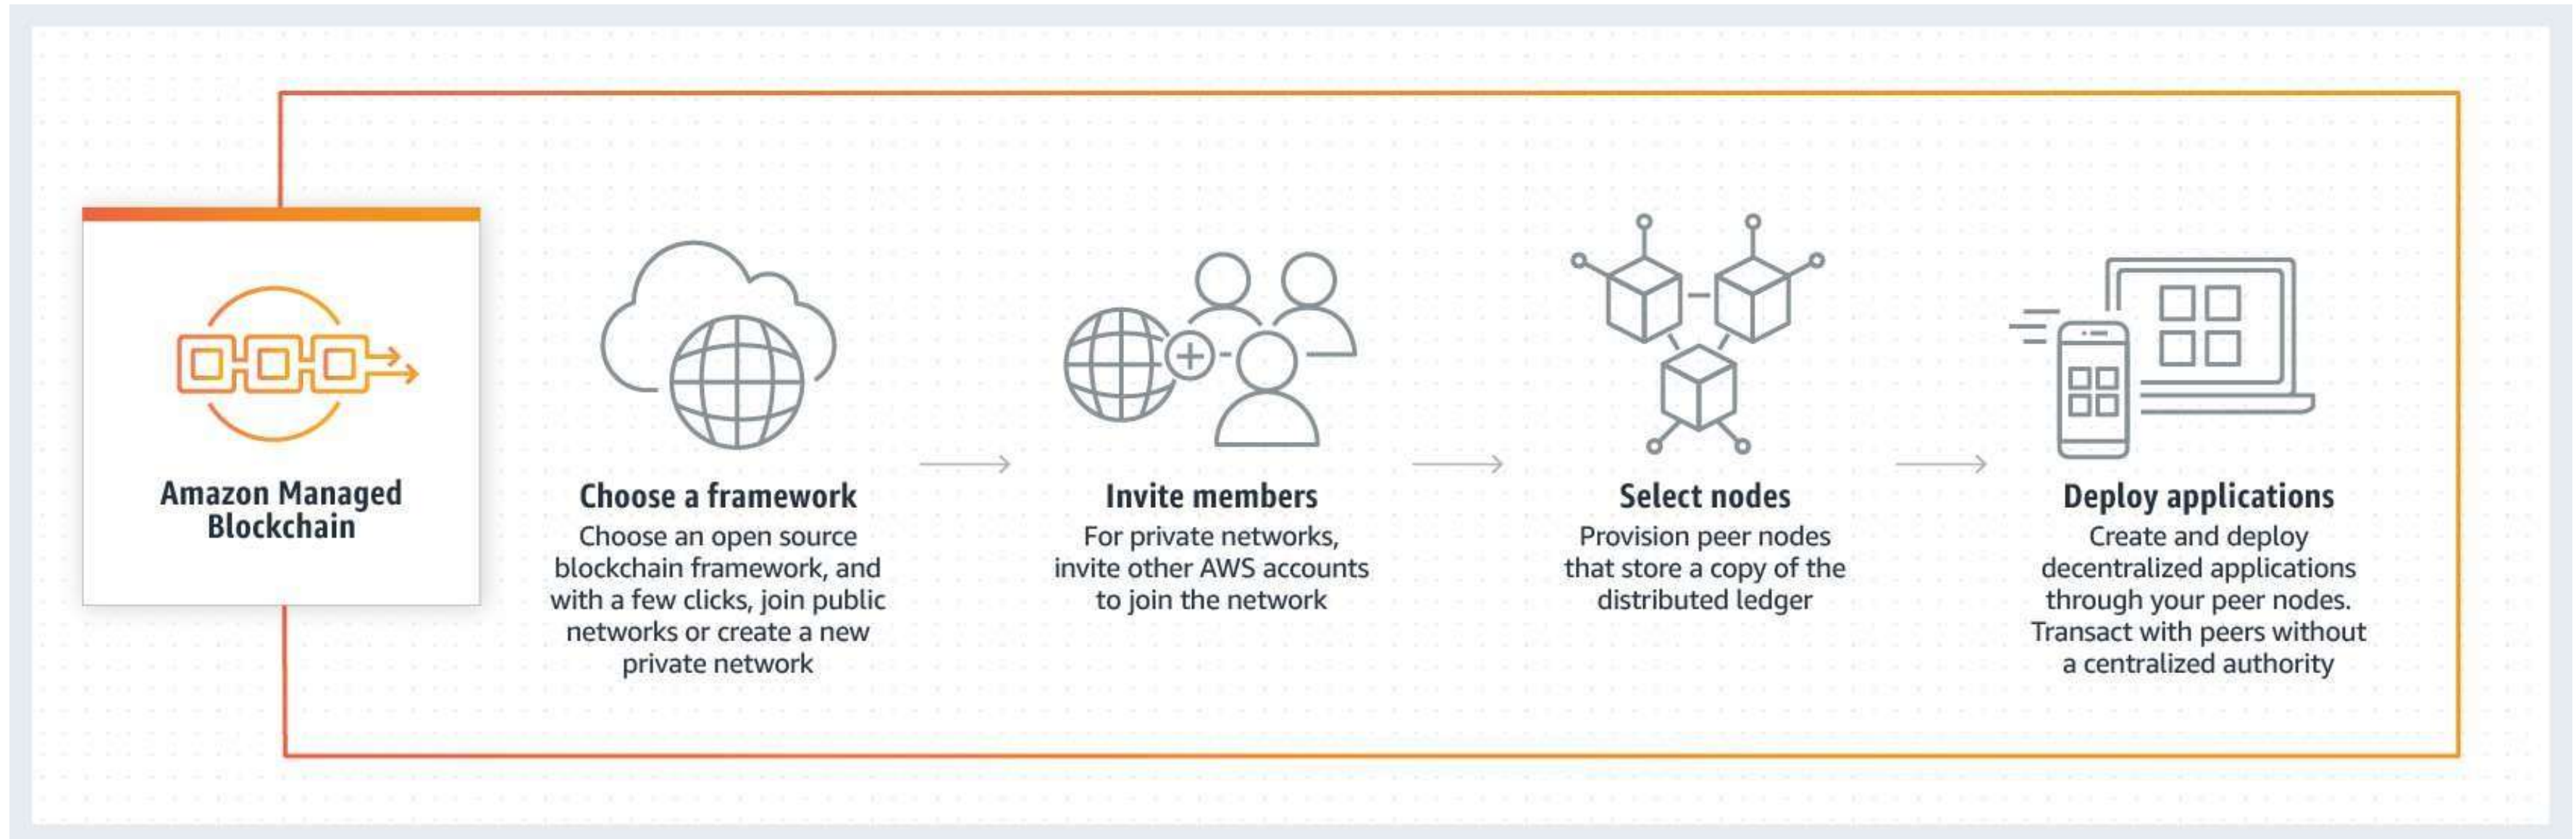 Amazon Managed
Blockchain
Choose a framework
Choose an open source
blockchain framework, and
with a few clicks, join public
networks or create a new
private network
Invite members
For private networks,
invite other AWS accounts
to join the network
Select nodes
Provision peer nodes
that store a copy of the
distributed ledger
Deploy applications
Create and deploy
decentralized applications
through your peer nodes.
Transact with peers without
a centralized authority